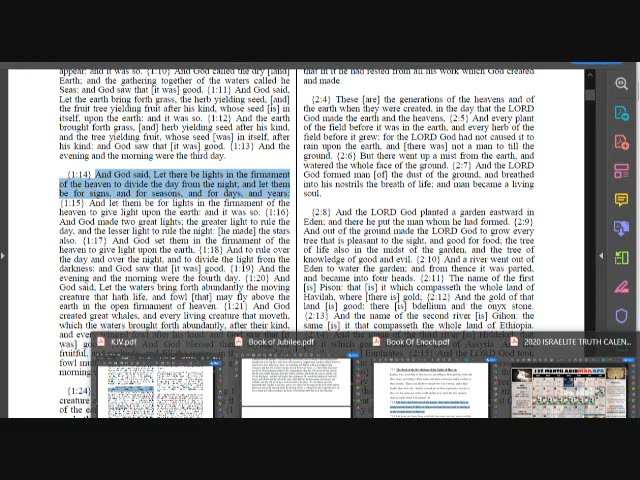 appear: and it was so. {1:10} And God called the dry [land]
Earth; and the gathering together of the waters called he
Seas: and God saw that [it was] good. {1:11} And God said,
Let the earth bring forth grass, the herb yielding seed, [and]
the fruit tree yielding fruit after his kind, whose seed [is] in
itself, upon the earth: and it was so. {1:12} And the earth
brought forth grass, [and] herb yielding seed after his kind,
and the tree yielding fruit, whose seed [was] in itself, after
his kind: and God saw that [it was] good. {1:13} And the
evening and the morning were the third day.
{1:14} And God said, Let there be lights in the firmament
of the heaven to divide the day from the night; and let them
be for signs, and for seasons, and for days, and years:
{1:15} And let them be for lights in the firmament of the
heaven to give light upon the earth: and it was so. {1:16}
And God made two great lights; the greater light to rule the
day, and the lesser light to rule the night: [he made] the stars
also. {1:17} And God set them in the firmament of the
heaven to give light upon the earth, {1:18} And to rule over
the day and over the night, and to divide the light from the
darkness: and God saw that [it was] good. {1:19} And the
evening and the morning were the fourth day. {1:20} And
God said, Let the waters bring forth abundantly the moving
creature that hath life, and fowl [that] may fly above the
earth in the open firmament of heaven. {1:21} And God
created great whales, and every living creature that moveth,
which the waters brought forth abundantly, after their kind,
was] good
fruitful,
fowl
{1:24}
creature
that in it he had rested from all his work which God created
and made.
{2:4} These [are] the generations of the heavens and of
the earth when they were created, in the day that the LORD
God made the earth and the heavens, {2:5} And every plant
of the field before it was in the earth, and every herb of the
field before it grew: for the LORD God had not caused it to
rain upon the earth, and [there was] not a man to till the
ground. {2:6} But there went up a mist from the earth, and
watered the whole face of the ground. {2:7} And the LORD
God formed man [of] the dust of the ground, and breathed
into his nostrils the breath of life; and man became a living
soul.
{2:8} And the LORD God planted a garden eastward in
Eden; and there he put the man whom he had formed. {2:9}
And out of the ground made the LORD God to grow every
tree that is pleasant to the sight, and good for food; the tree
of life also in the midst of the garden, and the tree of
knowledge of good and evil. {2:10} And a river went out of
Eden to water the garden; and from thence it was parted,
and became into four heads. {2:11} The name of the first
[is] Pison: that [is] it which compasseth the whole land of
Havilah, where [there is] gold; {2:12} And the gold of that
land [is] good: there [is] bdellium and the onyx stone.
{2:13} And the name of the second river [is] Gihon: the
same [is] it that compasseth the whole land of Ethiopia.
KJV.pdf
Book of Jubilee.pdf
Book Of Enoch.pdf
2020 ISRAELITE TRUTH CALEN...
1ST MONTH